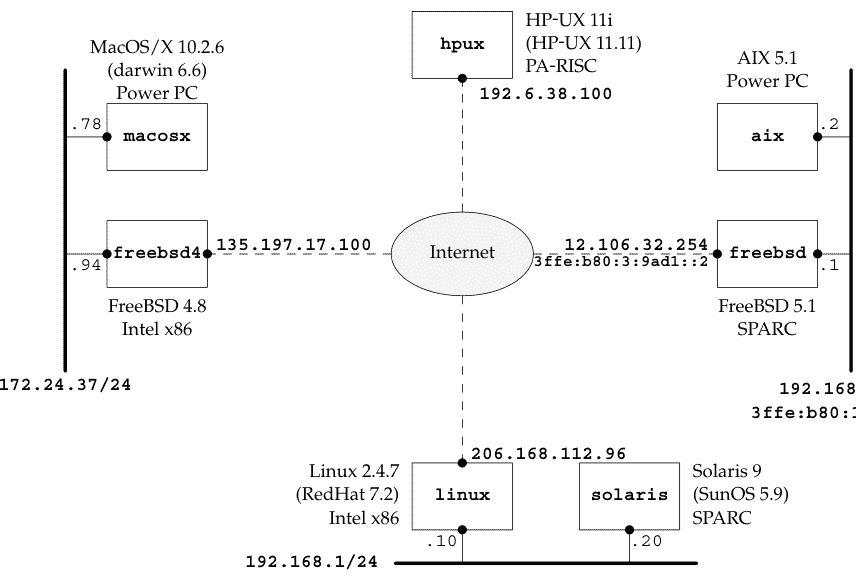 HP-UX 11i
(HP-UX 11.11)
PA-RISC
hpux
192.6.38.100
MacOS/X 10.2.6
(darwin 6.6)
Power PC
.78
macosx
AIX 5.1
Power PC
.2
aix
135.197.17.100
freebsd4
.94
FreeBSD 4.8
Intel x86
Internet
12.106.32.254
3ffe:b80:3:9ad1::2
freebsd
.1
FreeBSD 5.1
SPARC
172.24.37/24
192.168
3ffe:b80:
206.168.112.96
Linux 2.4.7
(RedHat 7.2)
Intel x86
linux
.10
solaris
.20
Solaris 9
(SunOS 5.9)
SPARC
192.168.1/24